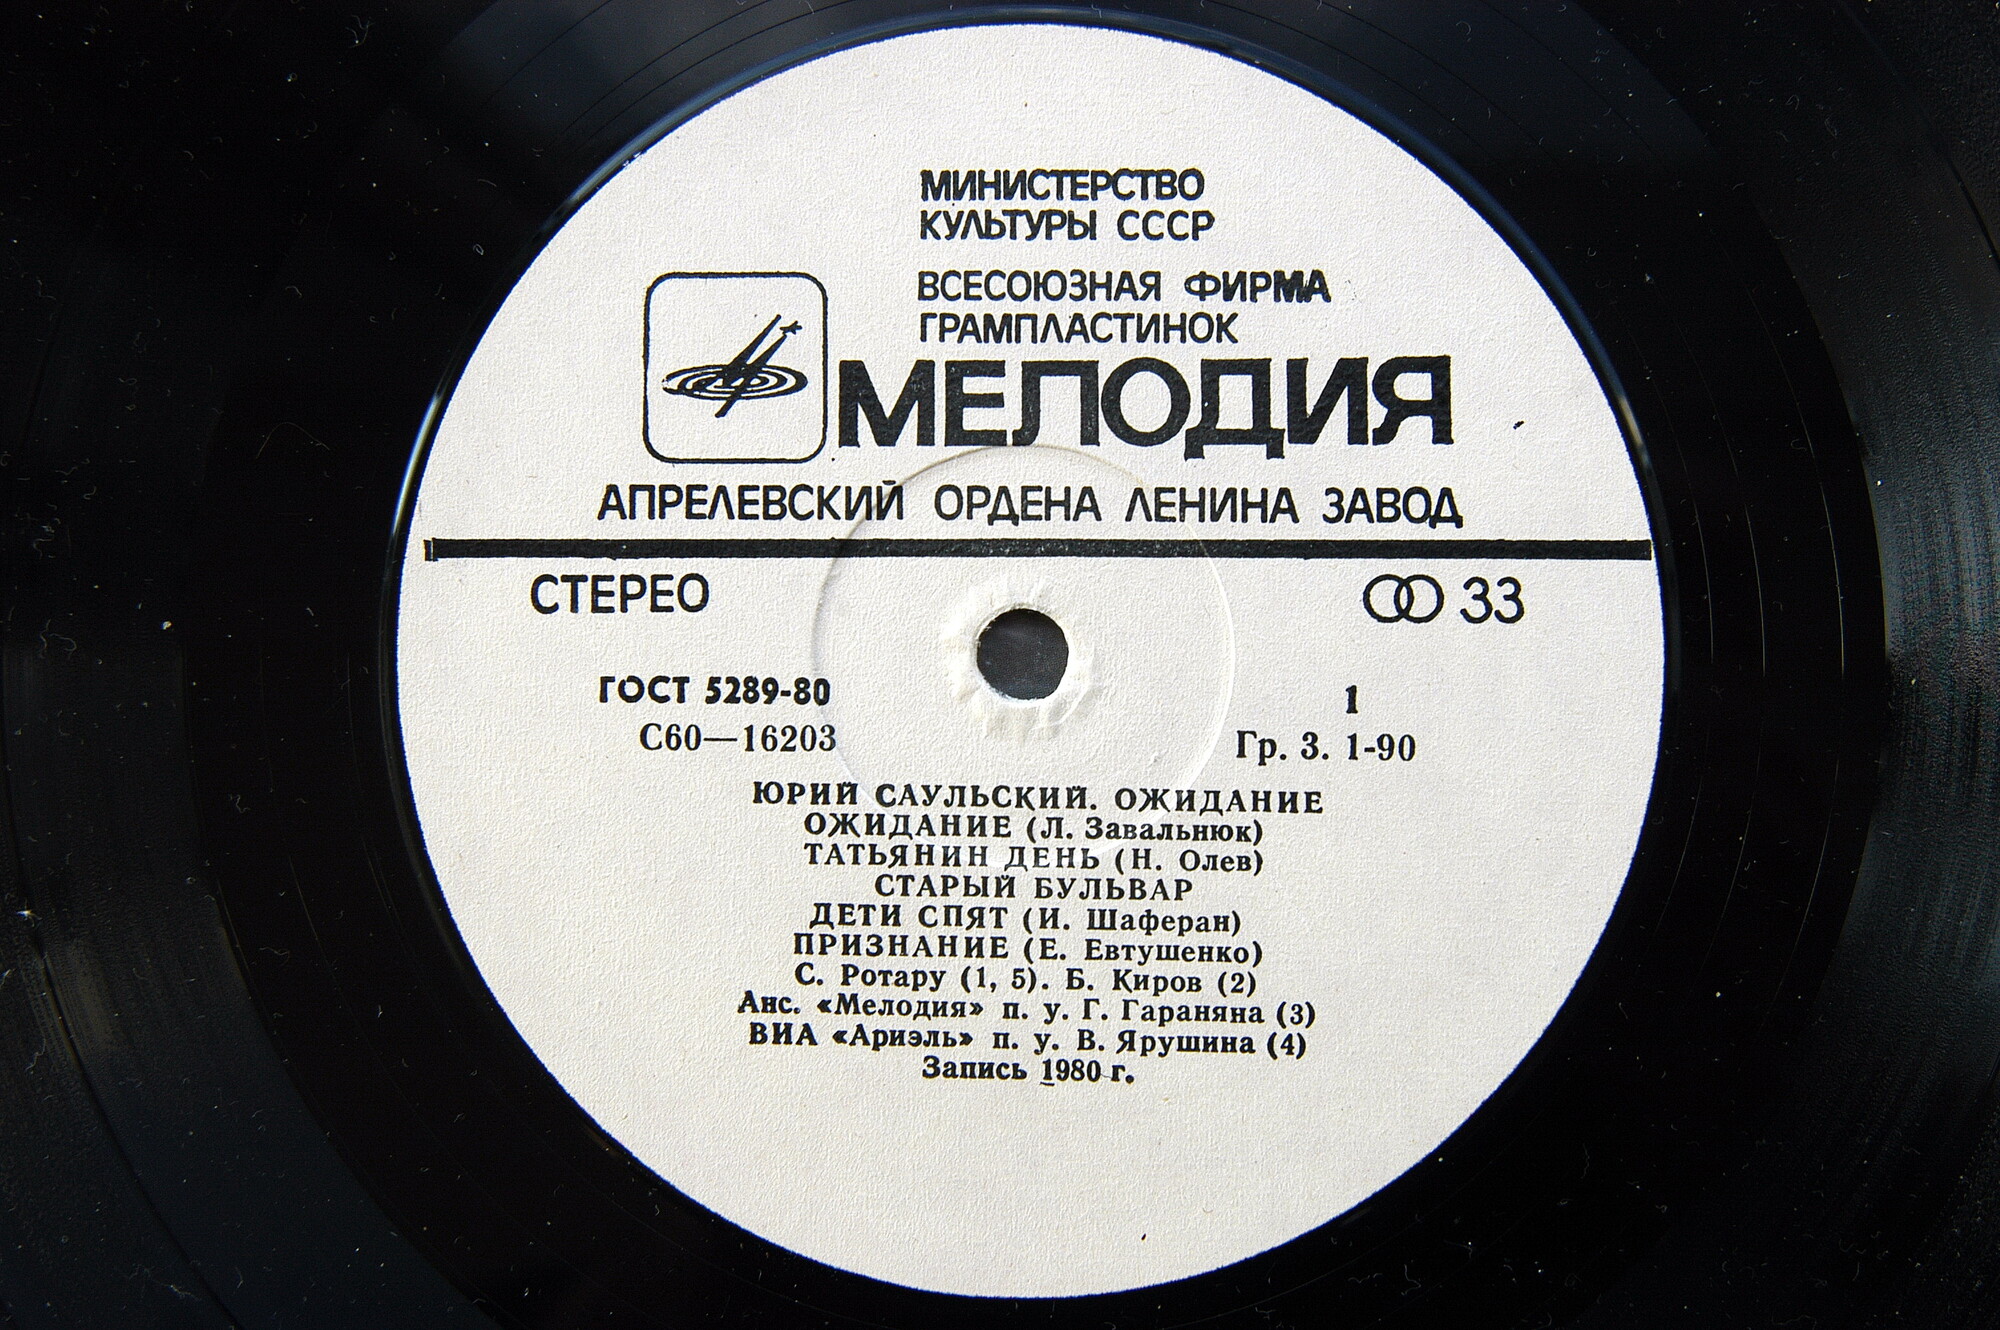 МИНИСТЕРСТВО
КУЛЬТУРЫ СССР
ВСЕСОЮЗНАЯ ФИРМА
ГРАМПЛАСТИНОК
МЕЛОДИЯ
АПРЕЛЕВСКИЙ ОРДЕНА ЛЕНИНА ЗАВОД
СТЕРЕО 33
ГОСТ 5289-80 1
С60—16203 Гр. 3. 1-90
ЮРИЙ САУЛЬСКИЙ. ОЖИДАНИЕ
ОЖИДАНИЕ (Л. Завальнюк)
ТАТЬЯНИН ДЕНЬ (Н. Олев)
СТАРЫЙ БУЛЬВАР
ДЕТИ СПЯТ (И. Шаферан)
ПРИЗНАНИЕ (Е. Евтушенко)
С. Ротару (1, 5). Б. Киров (2)
Анс. «Мелодия» п. у. Г. Гараняна (3)
ВИА «Ариэль» п. у. В. Ярушина (4)
Запись 1980 г.